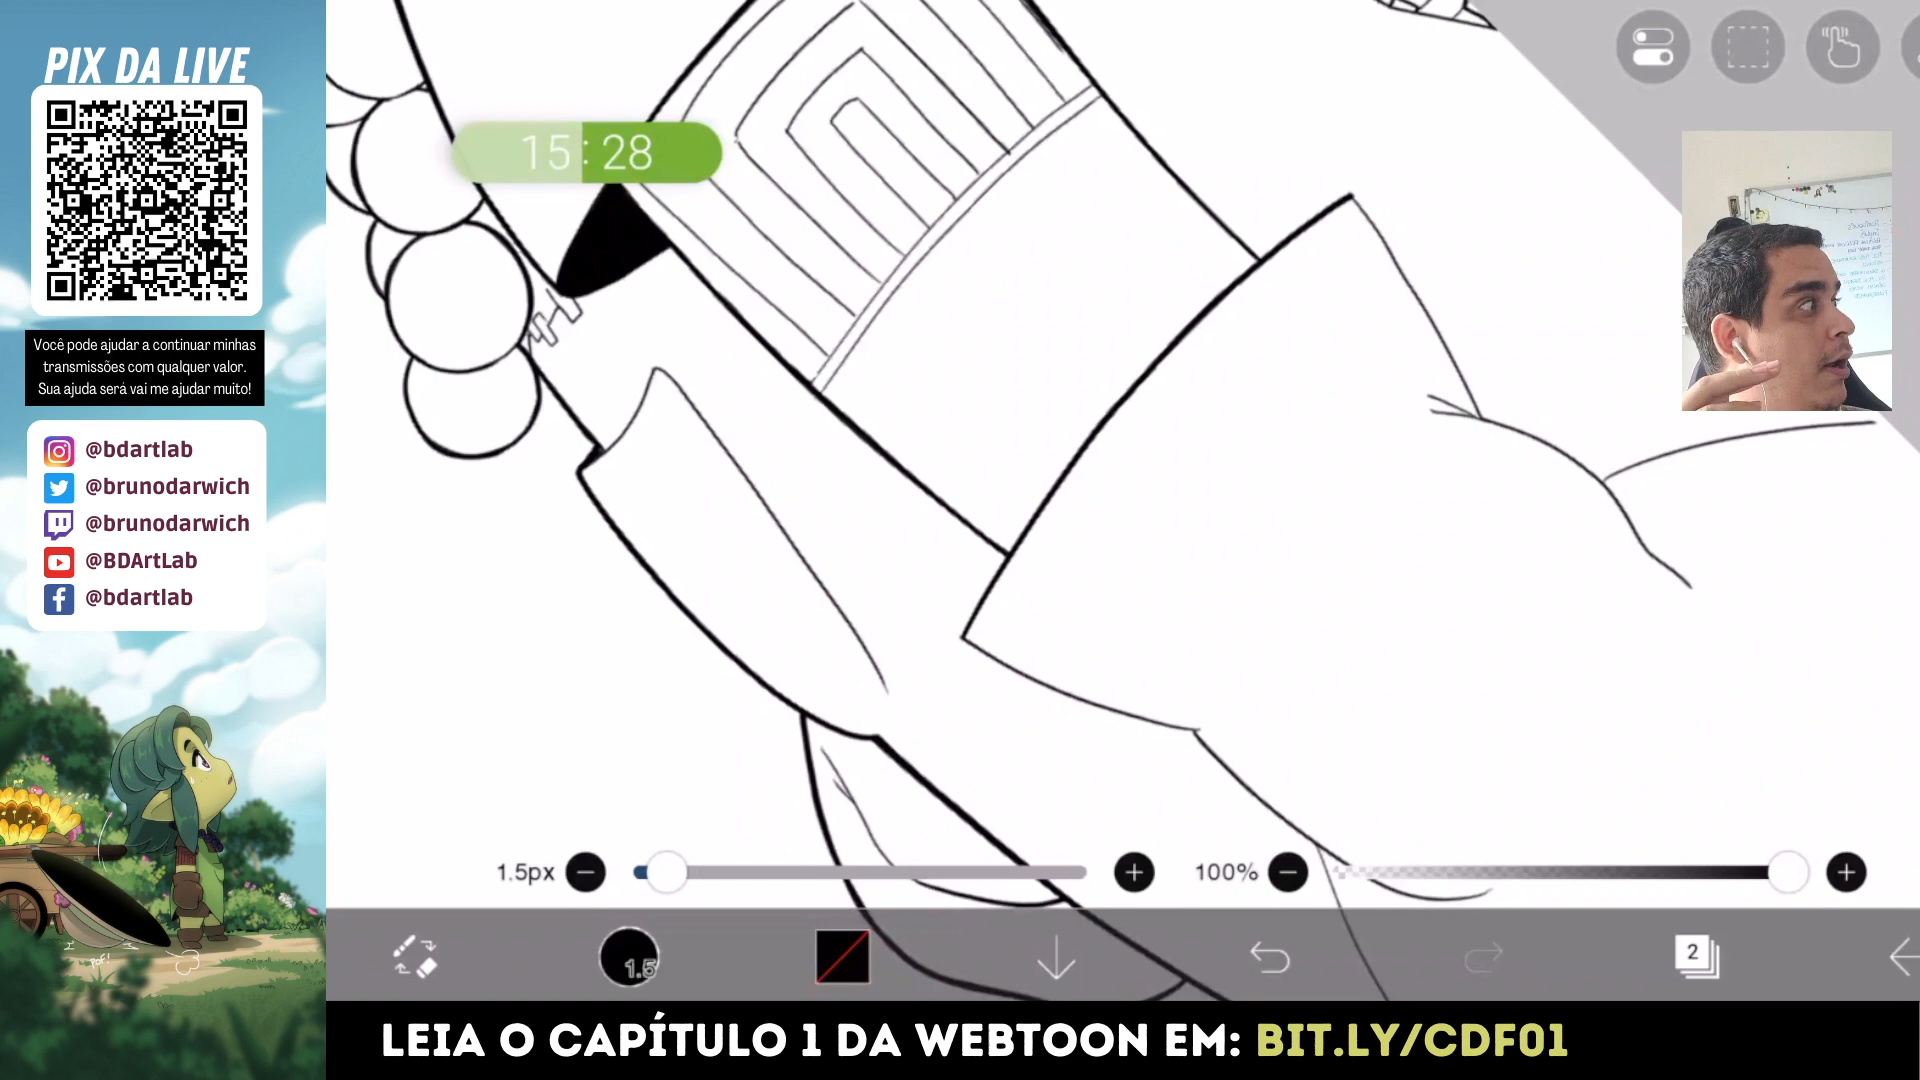 PIX DA LIVE
Você pode ajudar a continuar minhas
transmissões com qualquer valor.
Sua ajuda será vai me ajudar muito!
@bdartlab
@brunodarwich
@brunodarwich
@BDArtLab
@bdartlab
POF!
15:28
1.5px
100%
1.5
2
LEIA O CAPÍTULO 1 DA WEBTOON EM: BIT.LY/CDF01